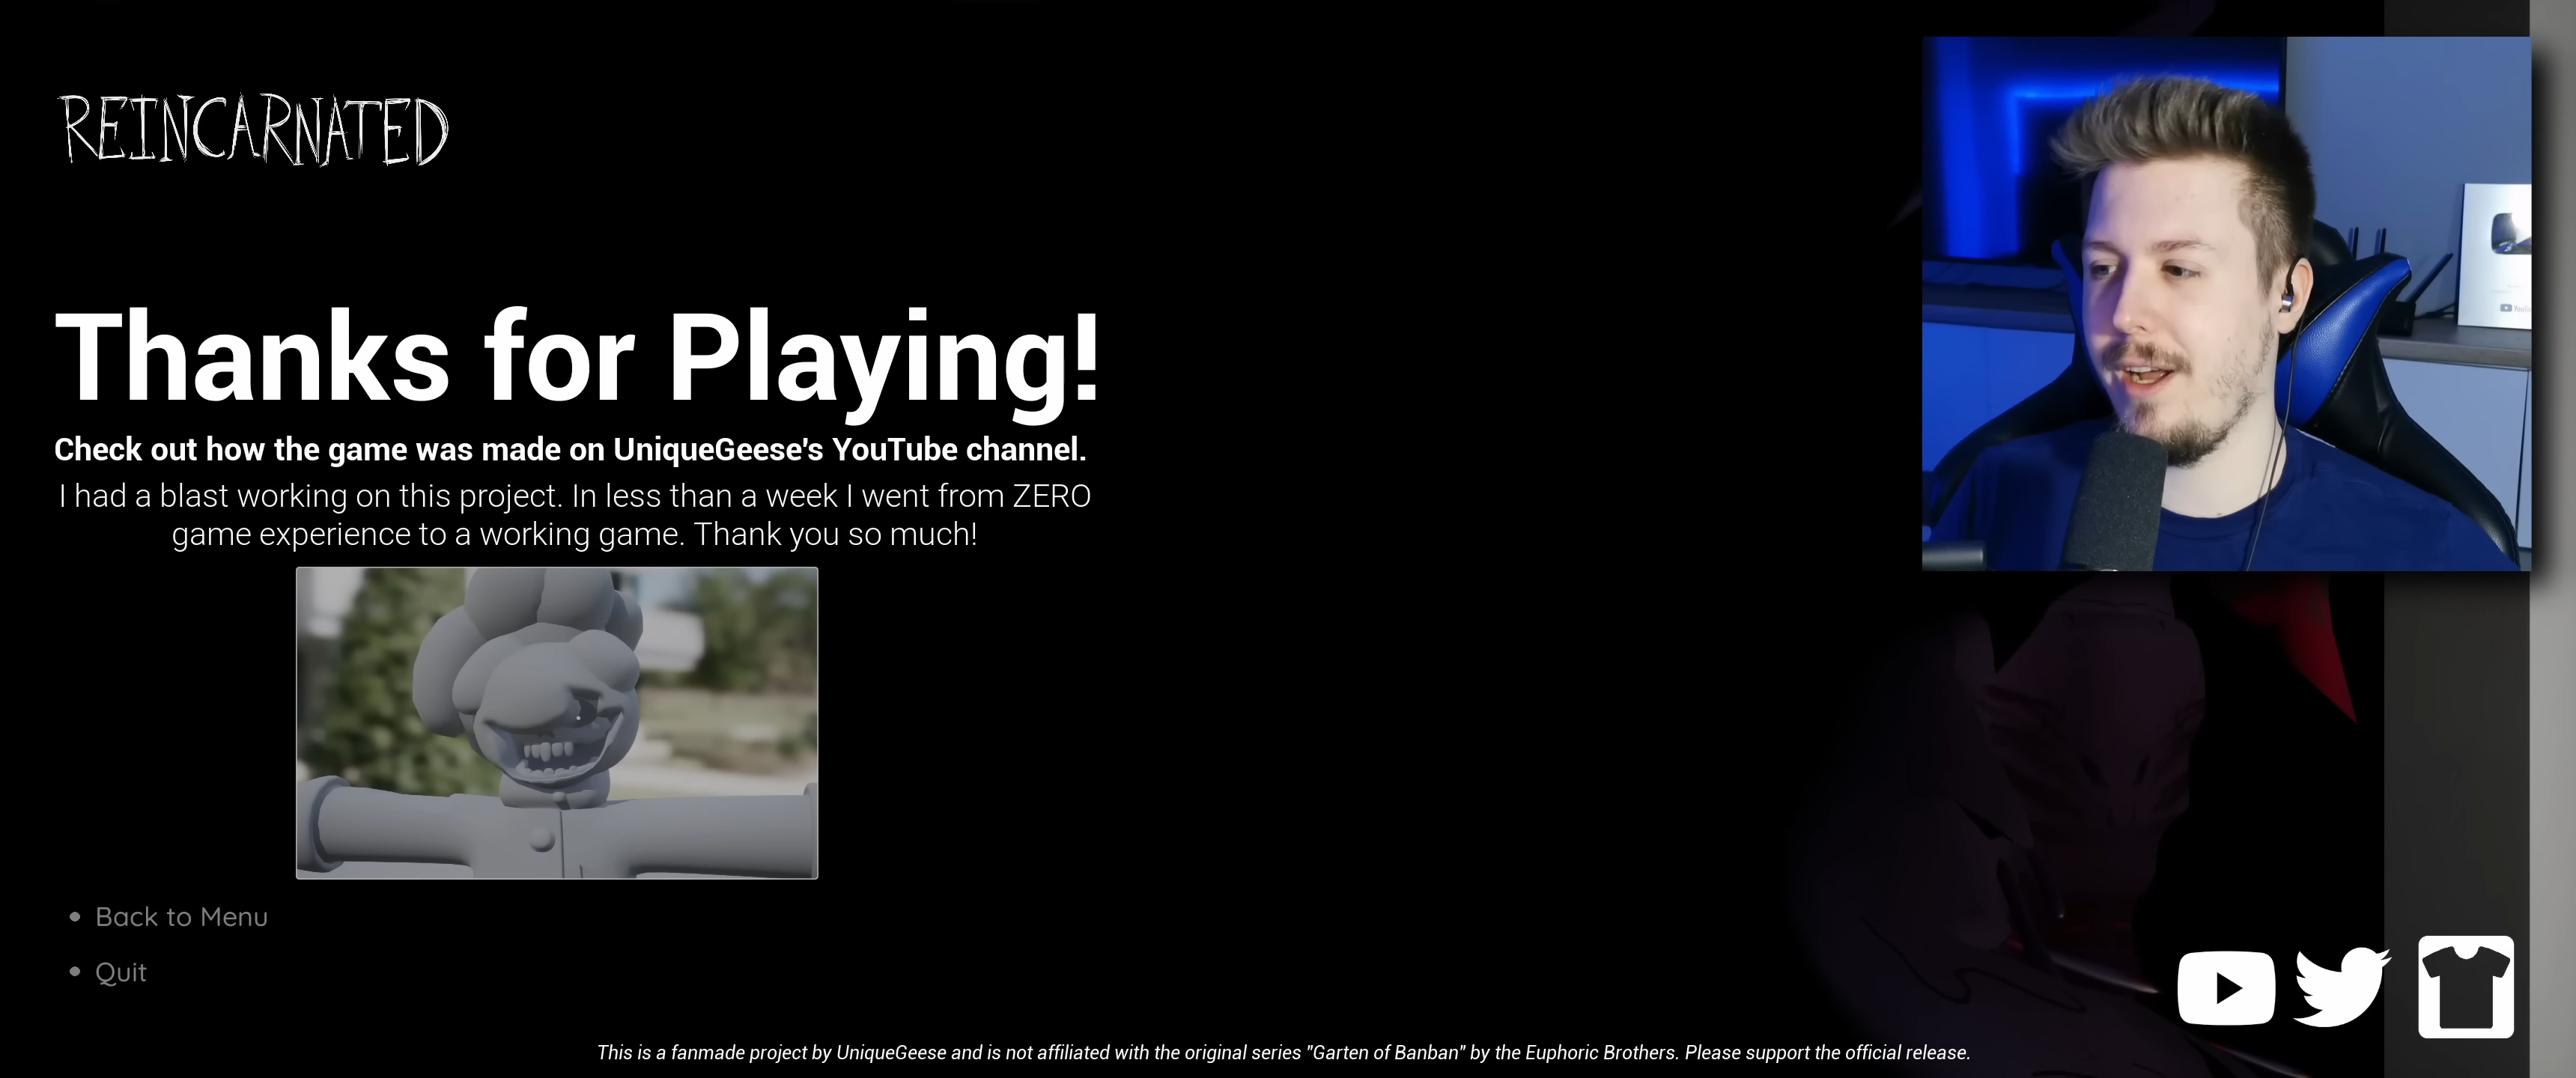 REINCARNATED
Thanks for Playing!
Check out how the game was made on UniqueGeese's YouTube channel.
I had a blast working on this project. In less than a week I went from ZERO
game experience to a working game. Thank you so much!
Back to Menu
Quit
This is a fanmade project by UniqueGeese and is not affiliated with the original series "Garten of Banban" by the Euphoric Brothers. Please support the official release.